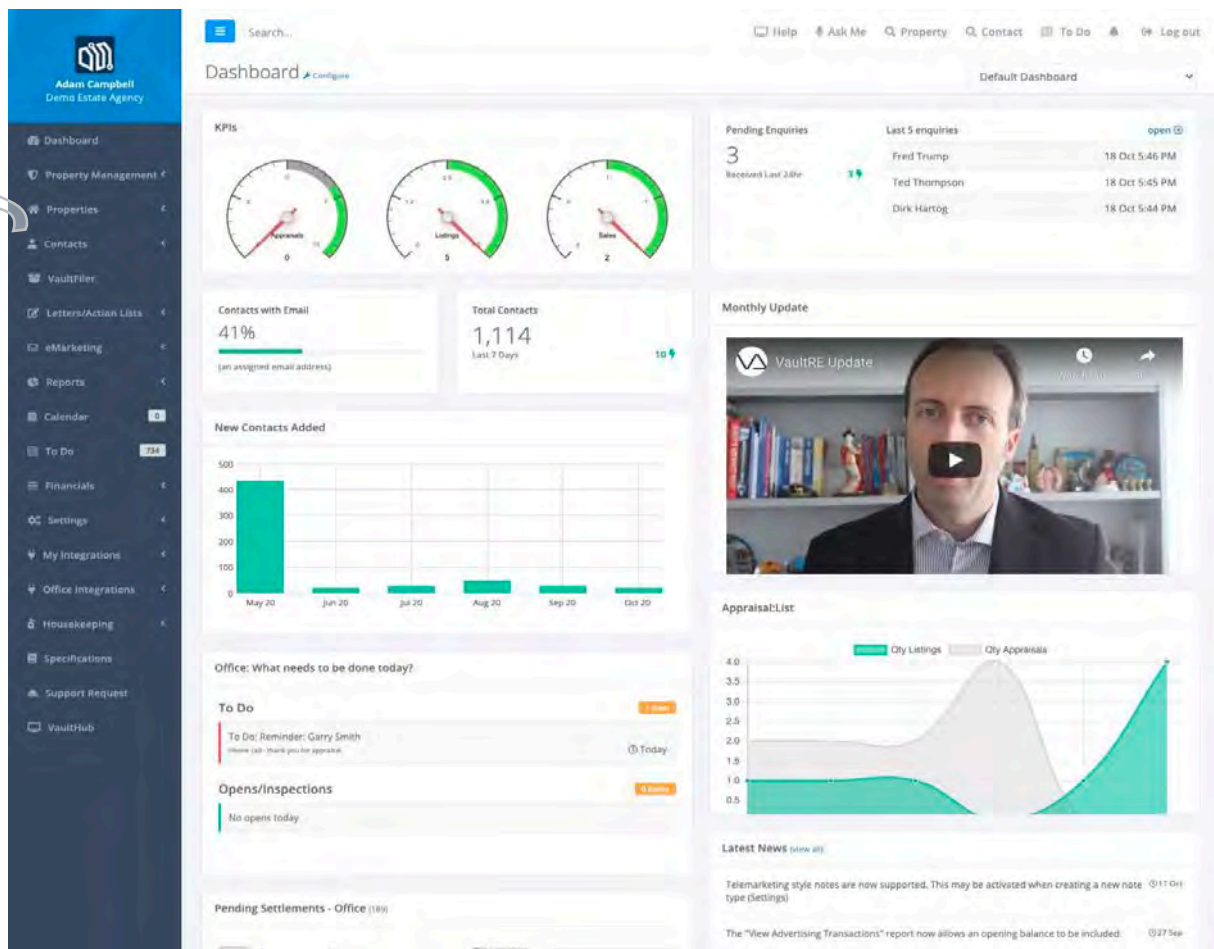 Adam Campbell
Demo Estate Agency
Dashboard
Property Management
Properties
Contacts
VaultFiler
Letters/Action Lists
eMarketing
Reports
Calendar 0
To Do 734
Financials
Settings
My Integrations
Office Integrations
Housekeeping
Specifications
Support Request
VaultHub
Search...
Help Ask Me Property Contact To Do Log out
Dashboard Configure
Default Dashboard
KPIs
Appraisals
0
Listings
5
Sales
2
Pending Enquiries
3
Received Last 24hr 3
Last 5 enquiries open
Fred Trump 18 Oct 5:46 PM
Ted Thompson 18 Oct 5:45 PM
Dirk Hartog 18 Oct 5:44 PM
Contacts with Email
41%
(an assigned email address)
Total Contacts
1,114
Last 7 Days 10
Monthly Update
VaultRE Update
New Contacts Added
500
400
300
200
100
0
May 20 Jun 20 Jul 20 Aug 20 Sep 20 Oct 20
Appraisal:List
Qty Listings Qty Appraisals
4.0
3.5
3.0
2.5
2.0
1.5
1.0
0.5
Office: What needs to be done today?
To Do
To Do: Reminder: Garry Smith
Today
Opens/Inspections
No opens today
Latest News (view all)
Telemarketing style notes are now supported. This may be activated when creating a new note 17 Oct
type (Settings)
The "View Advertising Transactions" report now allows an opening balance to be included. 27 Sep
Pending Settlements - Office (189)